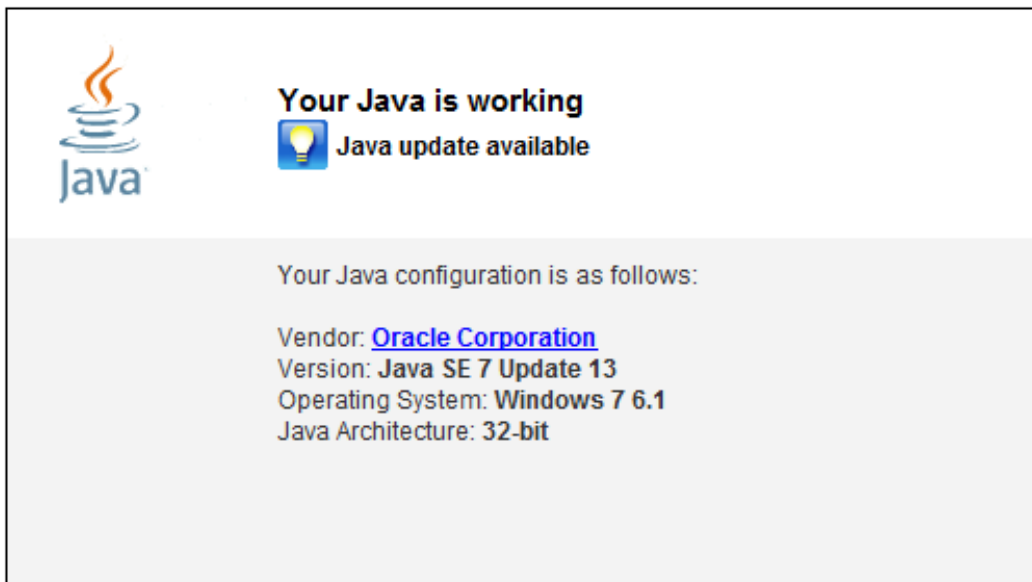 Java
Your Java is working
Java update available
Your Java configuration is as follows:
Vendor: Oracle Corporation
Version: Java SE 7 Update 13
Operating System: Windows 7 6.1
Java Architecture: 32-bit